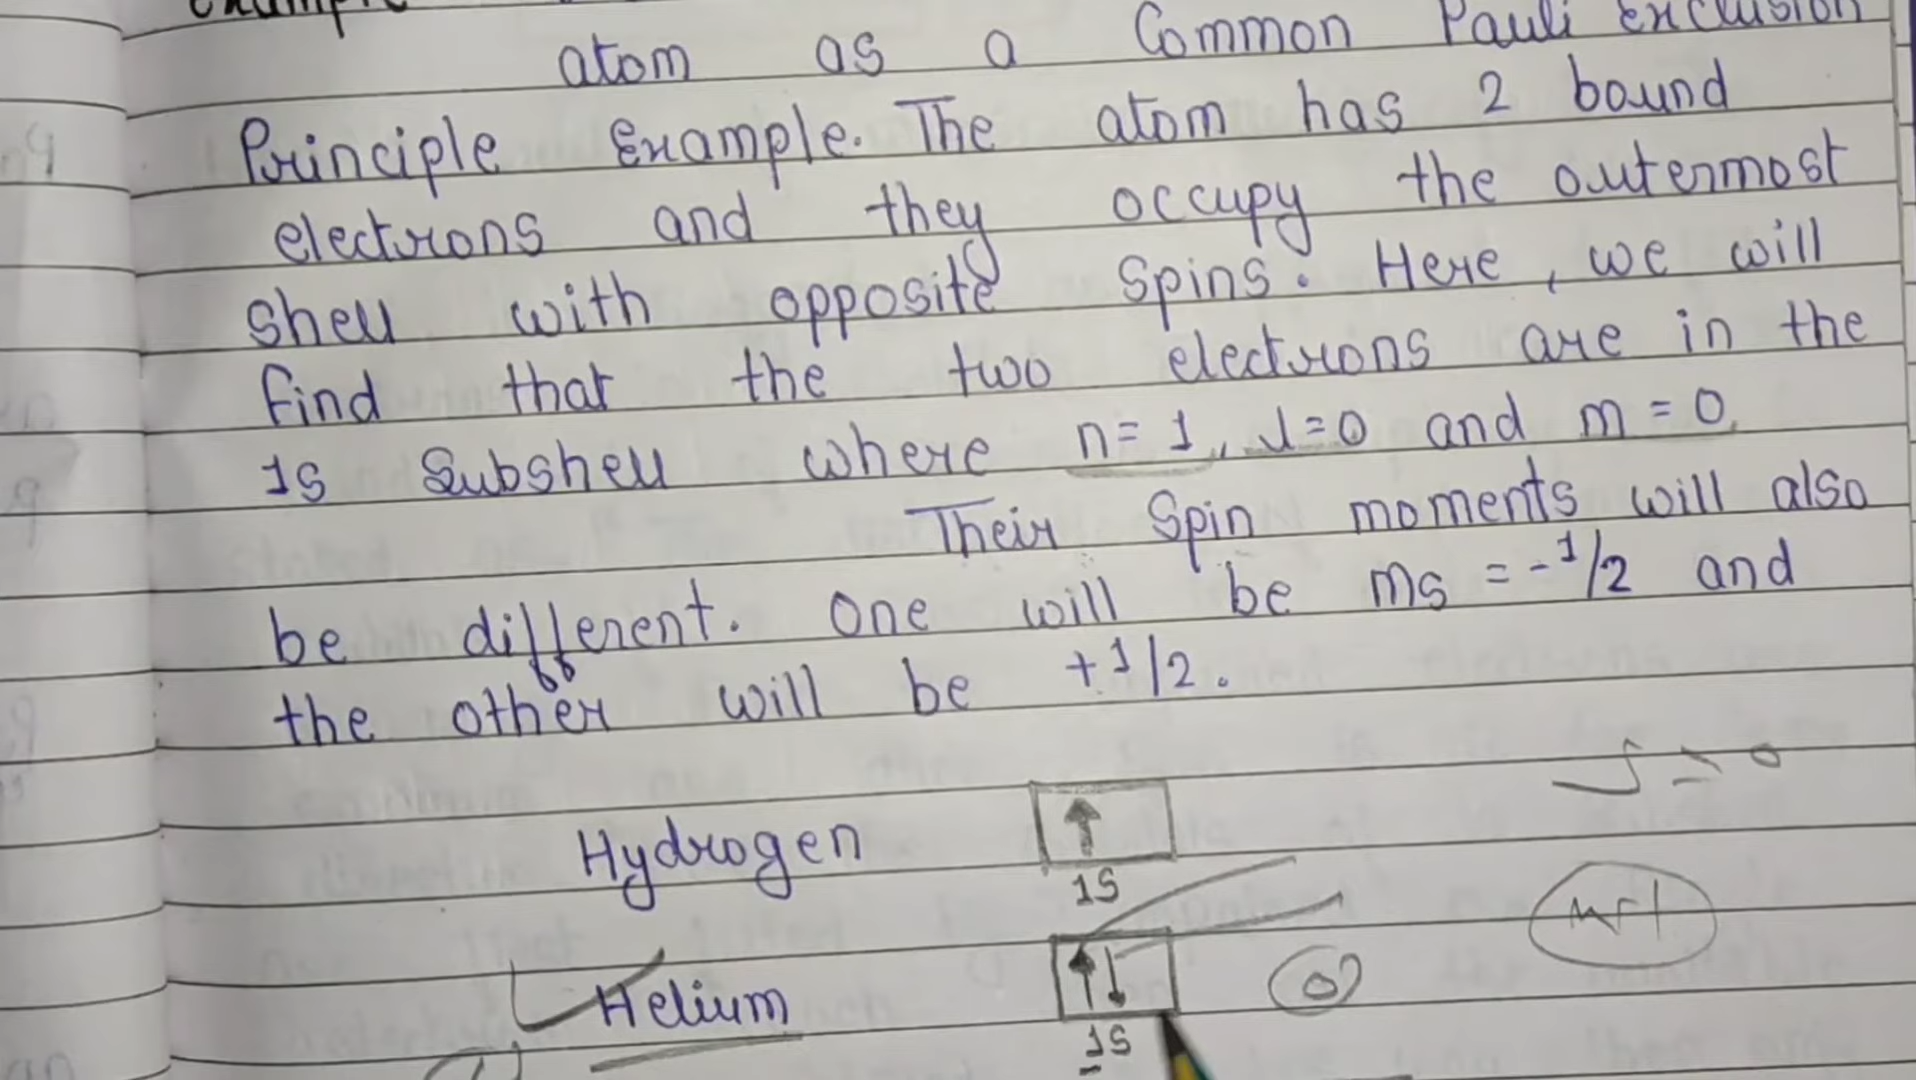 atom as a Common Pauli Exclusion
Principle Example. The atom has 2 bound
electrons and they occupy the outermost
shell with opposite spins. Here, we will
find that the two electrons are in the
1s Subshell where n=1, l=0 and m=0.
Their Spin moments will also
be different. One will be ms = -1/2 and
the other will be +1/2.
Hydrogen ↑
1S
Helium ↑↓
1S